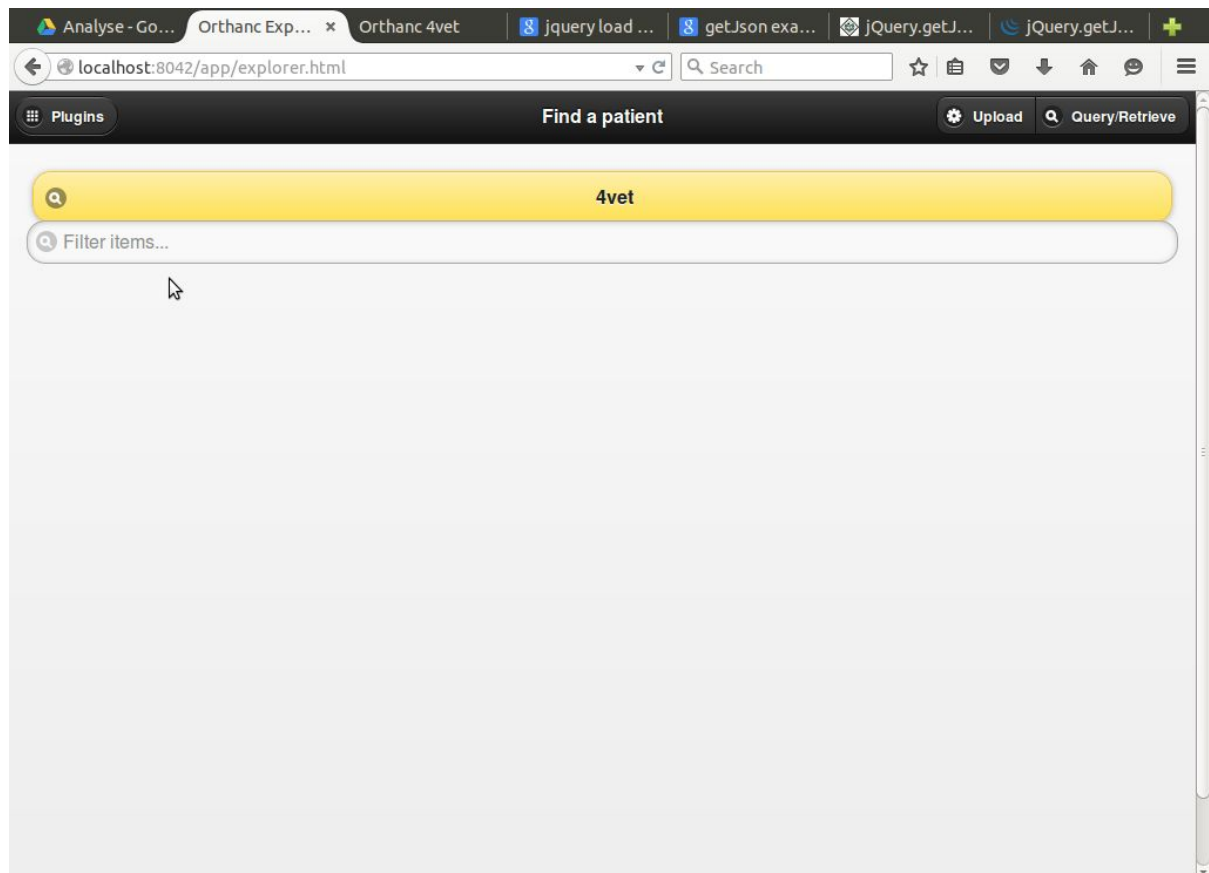 Analyse - Go... Orthanc Exp... × Orthanc 4vet jquery load ... getJson exa... jQuery.getJ... jQuery.getJ...
localhost:8042/app/explorer.html Search
Plugins Find a patient Upload Query/Retrieve
4vet
Filter items...